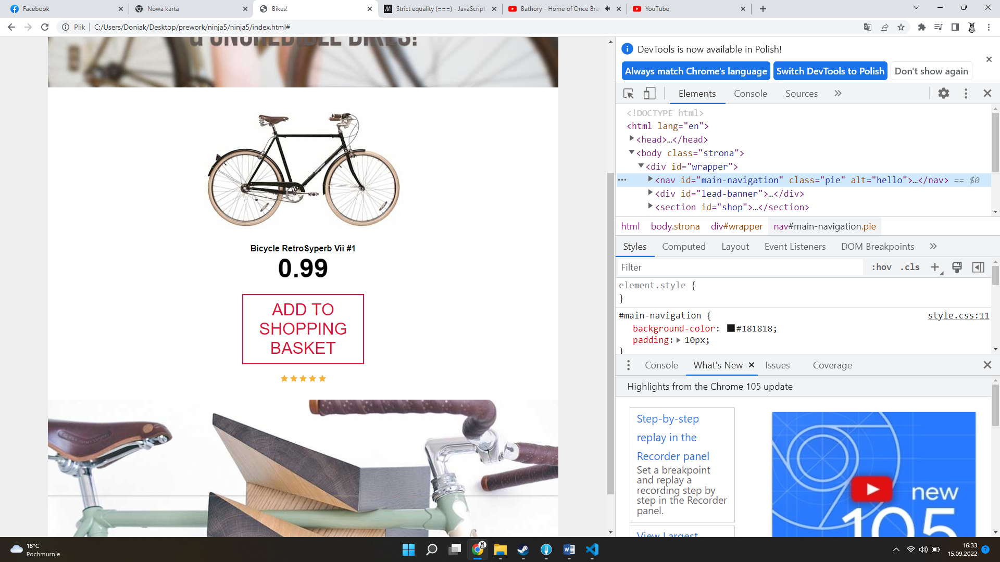 Facebook
Nowa karta
Bikes!
Strict equality (===) - JavaScript
Bathory - Home of Once Brav
YouTube
Plik
C:/Users/Doniak/Desktop/prework/ninja5/ninja5/index.html#
& UNCREDIBLE BIKES!
Bicycle RetroSyperb Vii #1
0.99
ADD TO
SHOPPING
BASKET
DevTools is now available in Polish!
Always match Chrome's language
Switch DevTools to Polish
Don't show again
Elements
Console
Sources
<!DOCTYPE html>
<html lang="en">
<head>…</head>
<body class="strona">
<div id="wrapper">
<nav id="main-navigation" class="pie" alt="hello">…</nav> == $0
<div id="lead-banner">…</div>
<section id="shop">…</section>
html body.strona div#wrapper nav#main-navigation.pie
Styles
Computed
Layout
Event Listeners
DOM Breakpoints
Filter
:hov .cls
element.style {
}
#main-navigation {
style.css:11
background-color: #181818;
padding: 10px;
}
Console
What's New
Issues
Coverage
Highlights from the Chrome 105 update
Step-by-step
replay in the
Recorder panel
Set a breakpoint
and replay a
recording step by
step in the Recorder
panel.
View Largest
new
105
18°C
Pochmurnie
16:33
15.09.2022
7